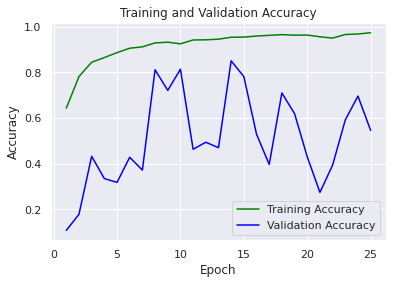 Training and Validation Accuracy
1.0
0.8
0.6
0.4
0.2
Accuracy
0
5
10
15
20
25
Epoch
Training Accuracy
Validation Accuracy